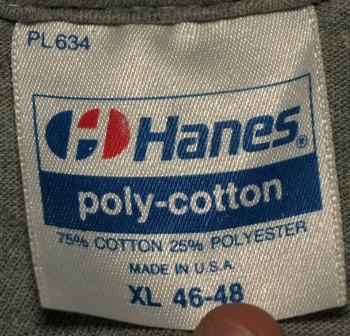 PL 634
Hanes®
poly-cotton
75% COTTON 25% POLYESTER
MADE IN U.S.A.
XL 46-48